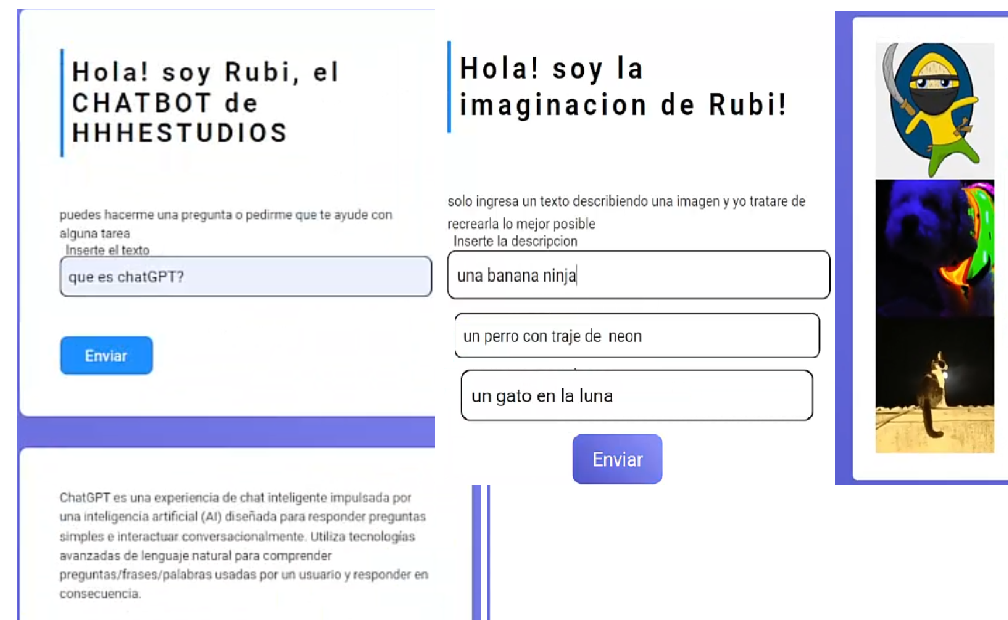 Hola! soy Rubi, el
CHATBOT de
HHHESTUDIOS
puedes hacerme una pregunta o pedirme que te ayude con
alguna tarea
Inserte el texto
que es chatGPT?
Enviar
ChatGPT es una experiencia de chat inteligente impulsada por
una inteligencia artificial (AI) diseñada para responder preguntas
simples e interactuar conversacionalmente. Utiliza tecnologías
avanzadas de lenguaje natural para comprender
preguntas/frases/palabras usadas por un usuario y responder en
consecuencia.
Hola! soy la
imaginacion de Rubi!
solo ingresa un texto describiendo una imagen y yo tratare de
recrearla lo mejor posible
Inserte la descripcion
una banana ninja
un perro con traje de neon
un gato en la luna
Enviar